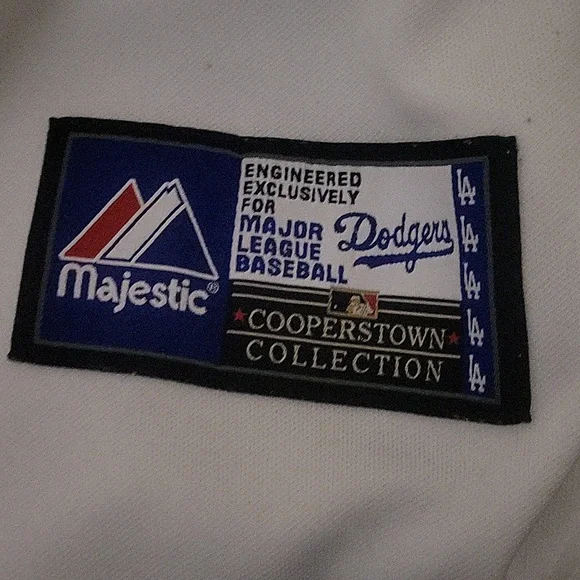 Majestic®
ENGINEERED
EXCLUSIVELY
FOR
MAJOR
LEAGUE
BASEBALL
Dodgers
COOPERSTOWN
COLLECTION
LA
LA
LA
LA
LA